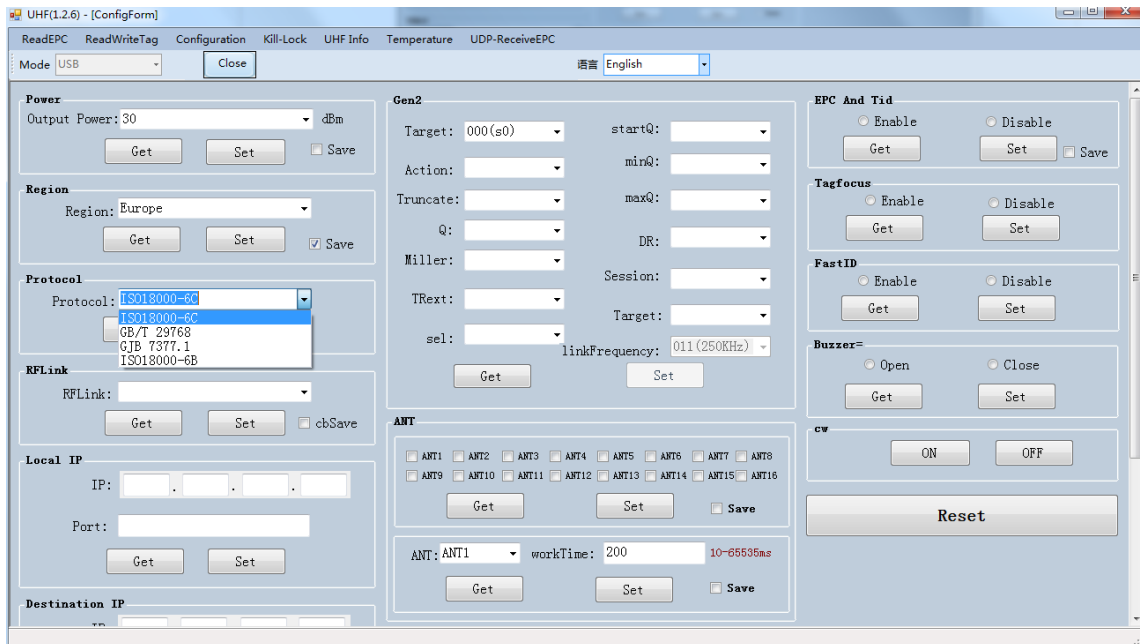 UHF(1.2.6) - [ConfigForm]
ReadEPC ReadWriteTag Configuration Kill-Lock UHF Info Temperature UDP-ReceiveEPC
Mode USB Close 语言 English
Power
Output Power: 30 dBm
Get Set Save
Region
Region: Europe
Get Set Save
Protocol
Protocol: ISO18000-6C
ISO18000-6C
GB/T 29768
GJB 7377.1
ISO18000-6B
RFLink
RFLink:
Get Set cbSave
Local IP
IP: . . .
Port:
Get Set
Destination IP
Gen2
Target: 000(s0) startQ:
Action: minQ:
Truncate: maxQ:
Q: DR:
Miller: Session:
TRext: Target:
sel: linkFrequency: 011(250KHz)
Get Set
ANT
ANT1 ANT2 ANT3 ANT4 ANT5 ANT6 ANT7 ANT8
ANT9 ANT10 ANT11 ANT12 ANT13 ANT14 ANT15 ANT16
Get Set Save
ANT: ANT1 workTime: 200 10-65535ms
Get Set Save
EPC And Tid
Enable Disable
Get Set Save
Tagfocus
Enable Disable
Get Set
FastID
Enable Disable
Get Set
Buzzer=
Open Close
Get Set
cw
ON OFF
Reset